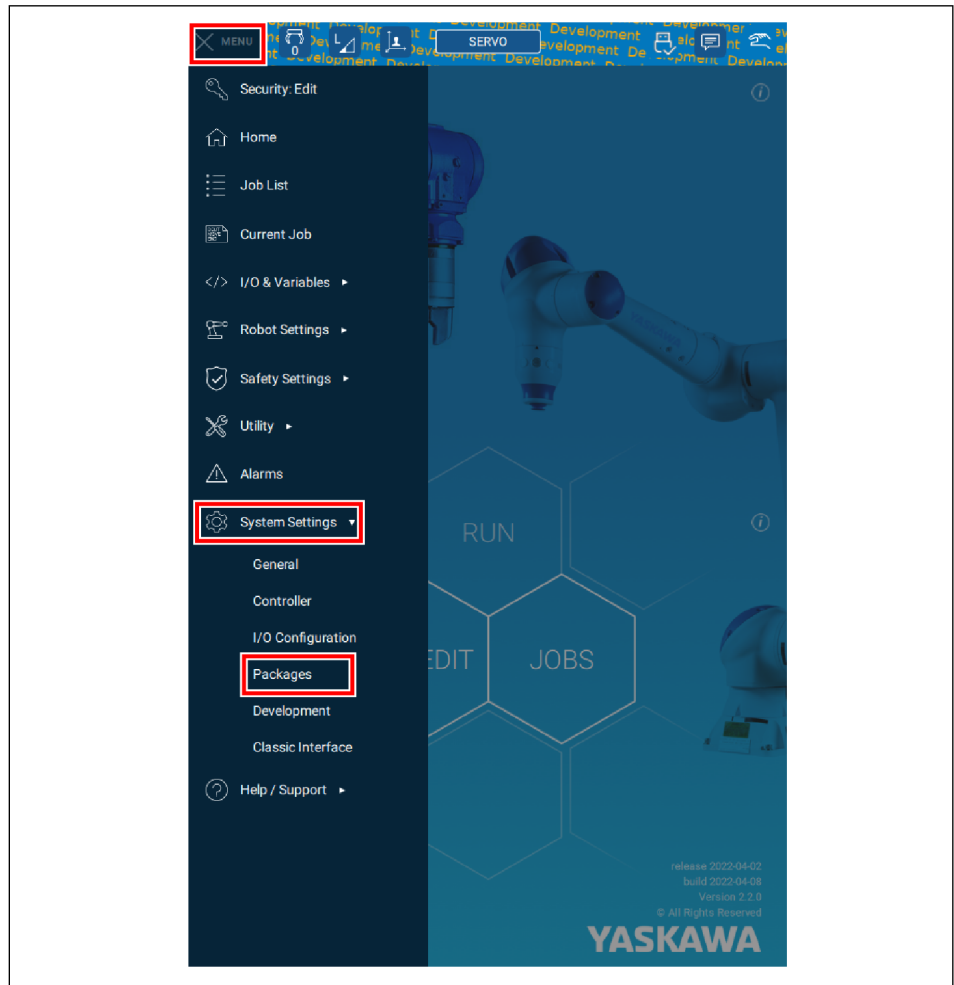 MENU
0
L
SERVO
Development
Security: Edit
Home
Job List
Current Job
</> I/O & Variables
Robot Settings
Safety Settings
Utility
Alarms
System Settings
RUN
General
Controller
I/O Configuration
EDIT
JOBS
Packages
Development
Classic Interface
Help / Support
release 2022-04-02
build 2022-04-08
Version 2.2.0
© All Rights Reserved
YASKAWA